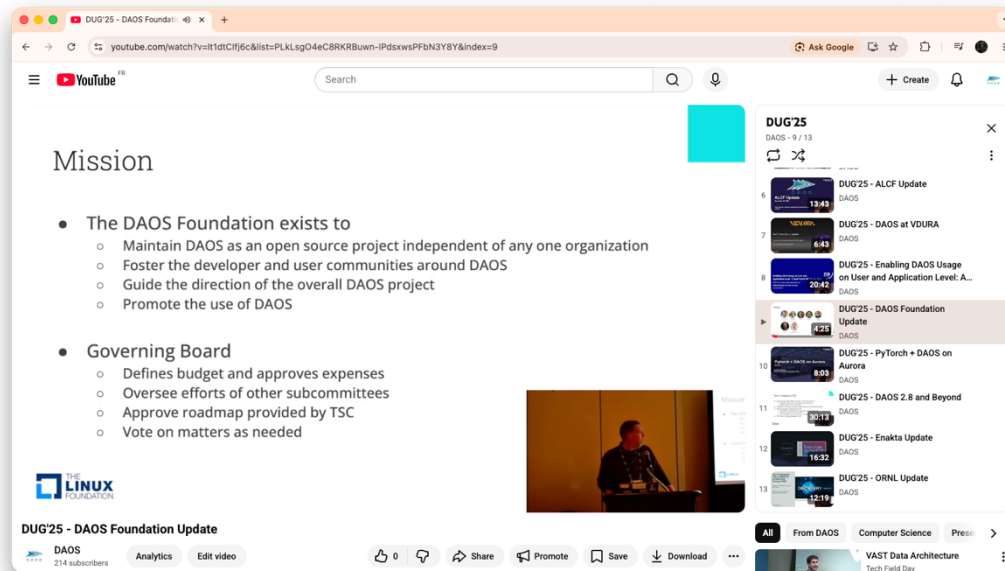 DUG'25 - DAOS Foundati
youtube.com/watch?v=lt1dtClfj6c&list=PLkLsgO4eC8RKRBuwn-lPdsxwsPFbN3Y8Y&index=9
Ask Google
YouTube FR
Search
Create
Mission
The DAOS Foundation exists to
Maintain DAOS as an open source project independent of any one organization
Foster the developer and user communities around DAOS
Guide the direction of the overall DAOS project
Promote the use of DAOS
Governing Board
Defines budget and approves expenses
Oversee efforts of other subcommittees
Approve roadmap provided by TSC
Vote on matters as needed
THE
LINUX
FOUNDATION
Mission
DUG'25 - DAOS Foundation Update
DAOS
214 subscribers
Analytics
Edit video
0
Share
Promote
Save
Download
DUG'25
DAOS - 9 / 13
6
13:43
DUG'25 - ALCF Update
DAOS
7
VDURA
6:43
DUG'25 - DAOS at VDURA
DAOS
8
20:42
DUG'25 - Enabling DAOS Usage
on User and Application Level: A...
DAOS
4:25
DUG'25 - DAOS Foundation
Update
DAOS
10
8:03
DUG'25 - PyTorch + DAOS on
Aurora
DAOS
11
30:13
DUG'25 - DAOS 2.8 and Beyond
DAOS
12
16:32
DUG'25 - Enakta Update
DAOS
13
12:19
DUG'25 - ORNL Update
DAOS
All
From DAOS
Computer Science
Prese
VAST Data Architecture
Tech Field Day